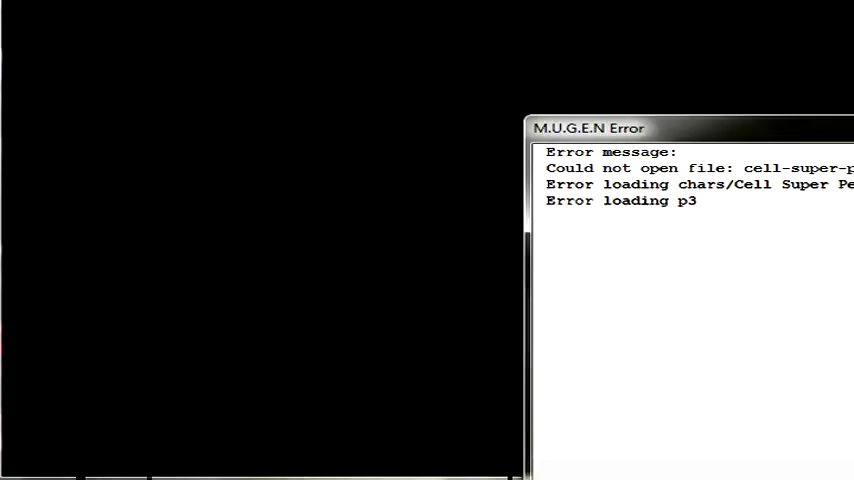 M.U.G.E.N Error
Error message:
Could not open file: cell-super-p
Error loading chars/Cell Super Pe
Error loading p3